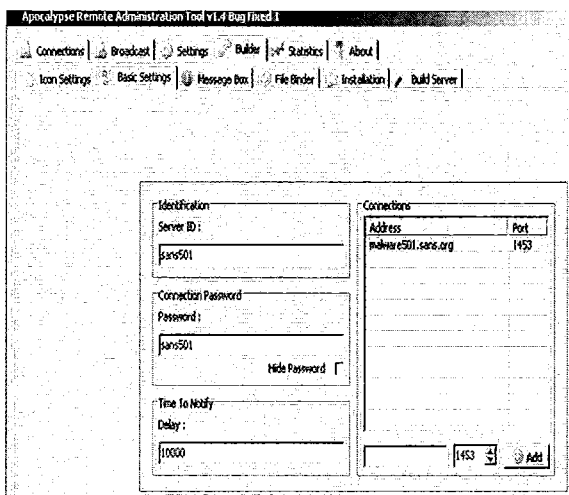 Apocalypse Remote Administration Tool v1.4 Bug Fixed 1
Connections Broadcast Settings Builder Statistics About
Icon Settings Basic Settings Message Box File Binder Installation Build Server
Identification
Server ID :
sans501
Connection Password
Password :
sans501
Hide Password
Time To Notify
Delay :
10000
Connections
Address Port
malware501.sans.org 1453
1453 Add